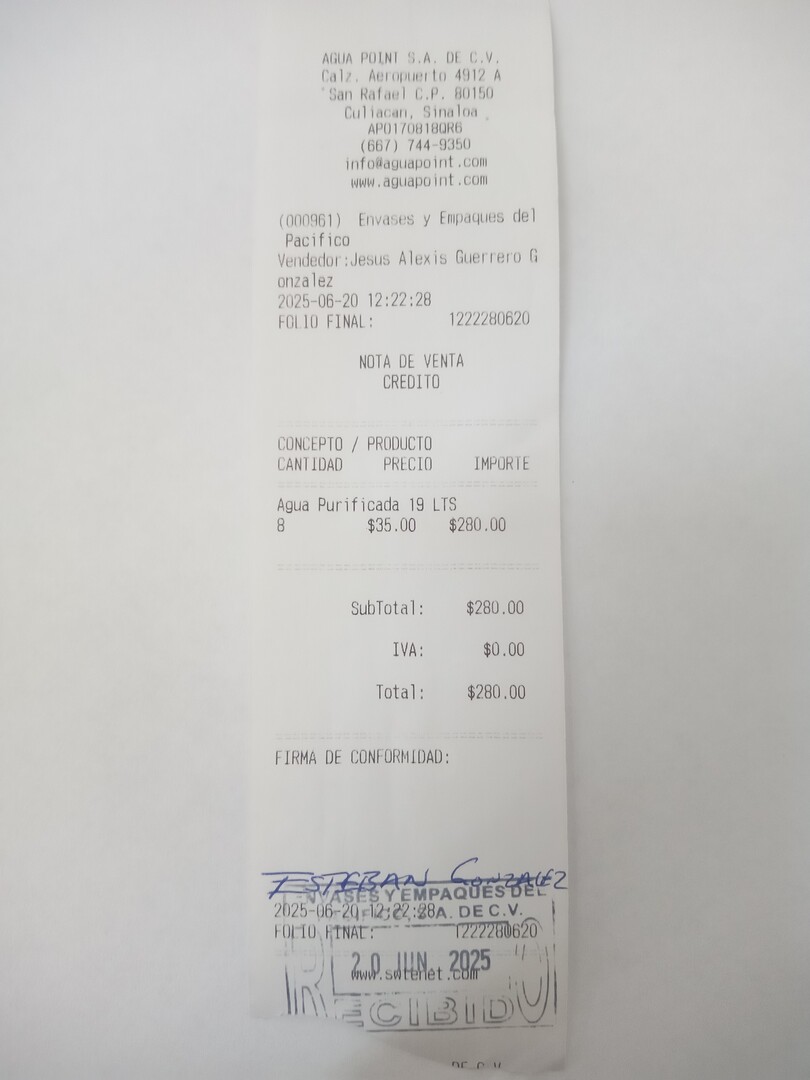 AGUA POINT S.A. DE C.V.
Calz. Aeropuerto 4912 A
San Rafael C.P. 80150
Culiacan, Sinaloa
APO170818QR6
(667) 744-9350
info@aguapoint.com
www.aguapoint.com
(000961) Envases y Empaques del
Pacifico
Vendedor:Jesus Alexis Guerrero G
onzalez
2025-06-20 12:22:28
FOLIO FINAL: 1222280620
NOTA DE VENTA
CREDITO
CONCEPTO / PRODUCTO
CANTIDAD PRECIO IMPORTE
Agua Purificada 19 LTS
8 $35.00 $280.00
SubTotal: $280.00
IVA: $0.00
Total: $280.00
FIRMA DE CONFORMIDAD:
ESTEBAN GONZALEZ
ENVASES Y EMPAQUES DEL
2025-06-20 12:22:28
S.A. DE C.V.
FOLIO FINAL: 1222280620
20 JUN. 2025
www.swtenet.com
RECIBIDO
DE C.V.